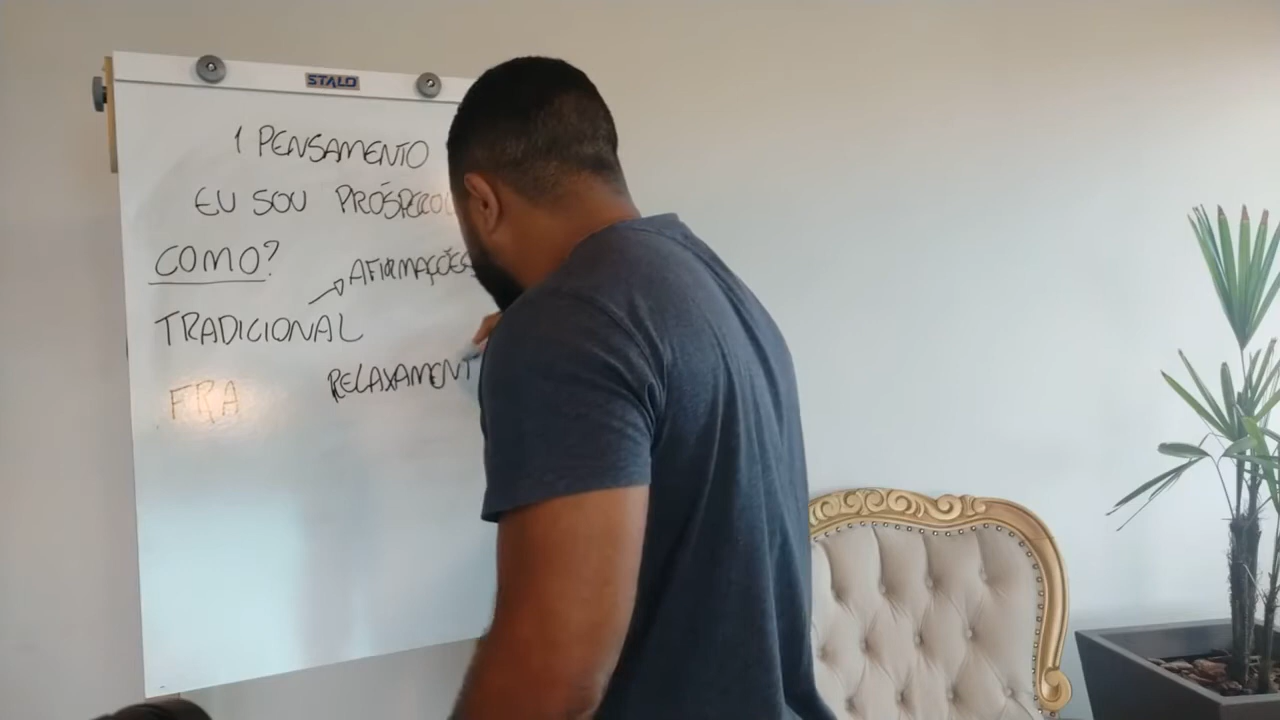 STALO
1 PENSAMENTO
EU SOU PRÓSPERO
COMO?
AFIRMAÇÕES
TRADICIONAL
RELAXAMENT
FRA